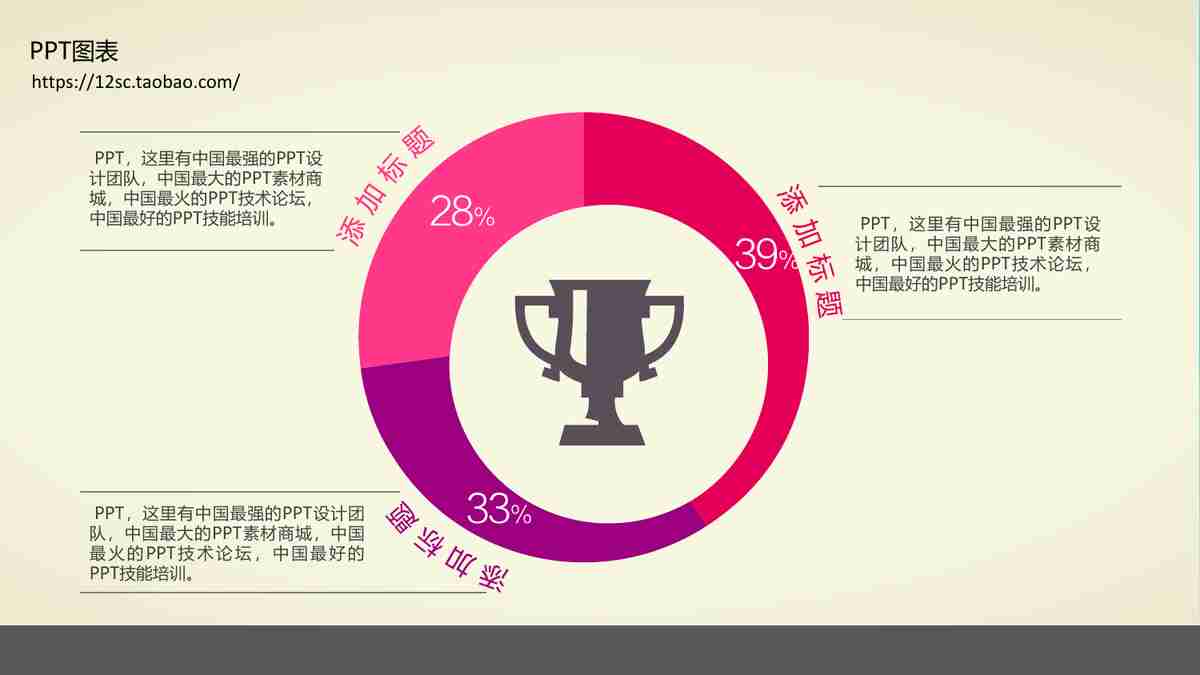 PPT图表
https://12sc.taobao.com/
PPT，这里有中国最强的PPT设
计团队，中国最大的PPT素材商
城，中国最火的PPT技术论坛，
中国最好的PPT技能培训。
添加标题
28%
39%
添加标题
PPT，这里有中国最强的PPT设
计团队，中国最大的PPT素材商
城，中国最火的PPT技术论坛，
中国最好的PPT技能培训。
PPT，这里有中国最强的PPT设计团
队，中国最大的PPT素材商城，中国
最火的PPT技术论坛，中国最好的
PPT技能培训。
33%
添加标题